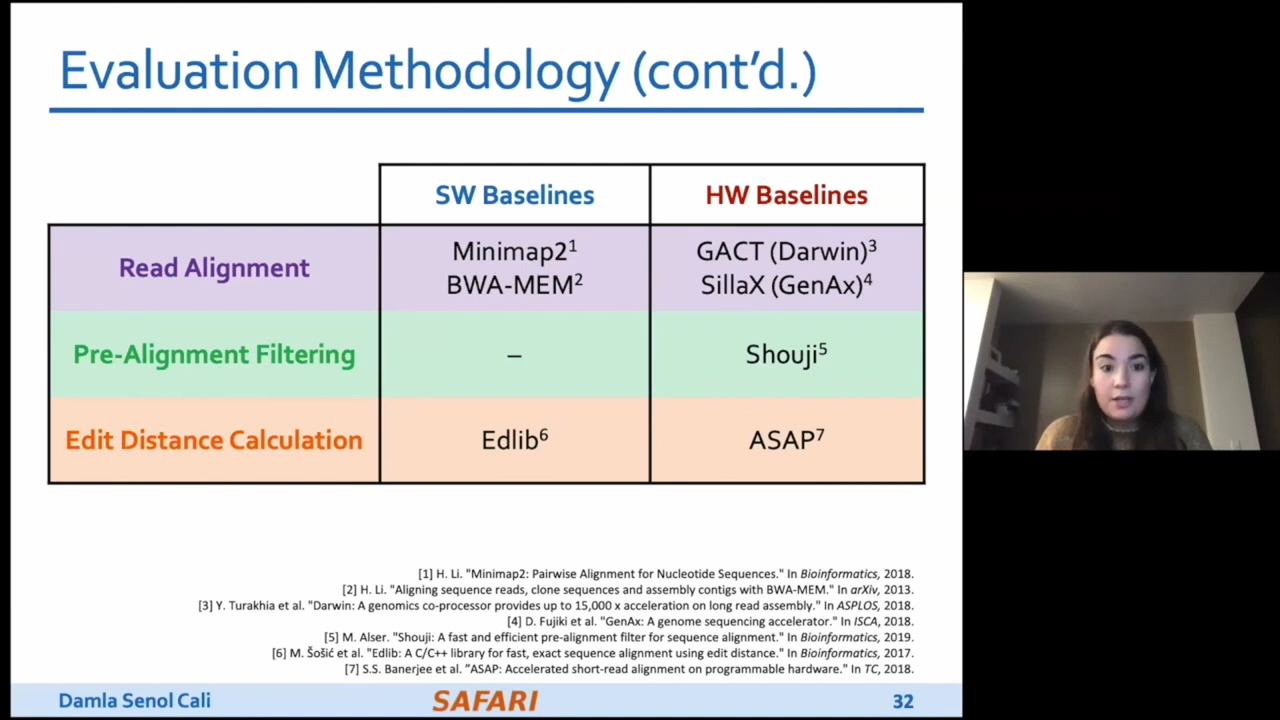 Evaluation Methodology (cont'd.)
SW Baselines HW Baselines
Read Alignment
Minimap2¹
BWA-MEM²
GACT (Darwin)³
SillaX (GenAx)⁴
Pre-Alignment Filtering – Shouji⁵
Edit Distance Calculation Edlib⁶ ASAP⁷
[1] H. Li. "Minimap2: Pairwise Alignment for Nucleotide Sequences." In Bioinformatics, 2018.
[2] H. Li. "Aligning sequence reads, clone sequences and assembly contigs with BWA-MEM." In arXiv, 2013.
[3] Y. Turakhia et al. "Darwin: A genomics co-processor provides up to 15,000 x acceleration on long read assembly." In ASPLOS, 2018.
[4] D. Fujiki et al. "GenAx: A genome sequencing accelerator." In ISCA, 2018.
[5] M. Alser. "Shouji: A fast and efficient pre-alignment filter for sequence alignment." In Bioinformatics, 2019.
[6] M. Šošić et al. "Edlib: A C/C++ library for fast, exact sequence alignment using edit distance." In Bioinformatics, 2017.
[7] S.S. Banerjee et al. "ASAP: Accelerated short-read alignment on programmable hardware." In TC, 2018.
Damla Senol Cali SAFARI 32